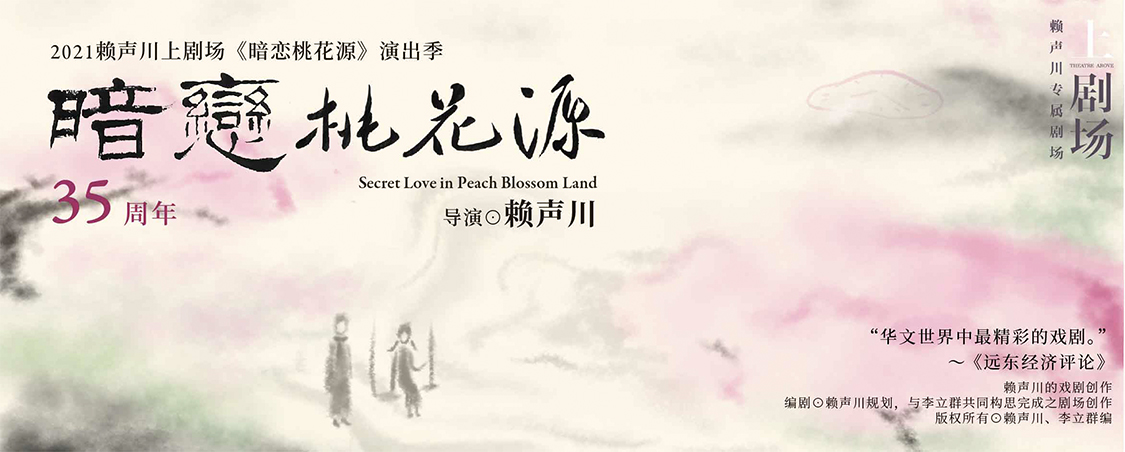 2021赖声川上剧场《暗恋桃花源》演出季
暗戀桃花源
35周年
Secret Love in Peach Blossom Land
导演⊙赖声川
上剧场
THEATRE ABOVE
赖声川专属剧场
“华文世界中最精彩的戏剧。”
～《远东经济评论》
赖声川的戏剧创作
编剧⊙赖声川规划，与李立群共同构思完成之剧场创作
版权所有⊙赖声川、李立群编